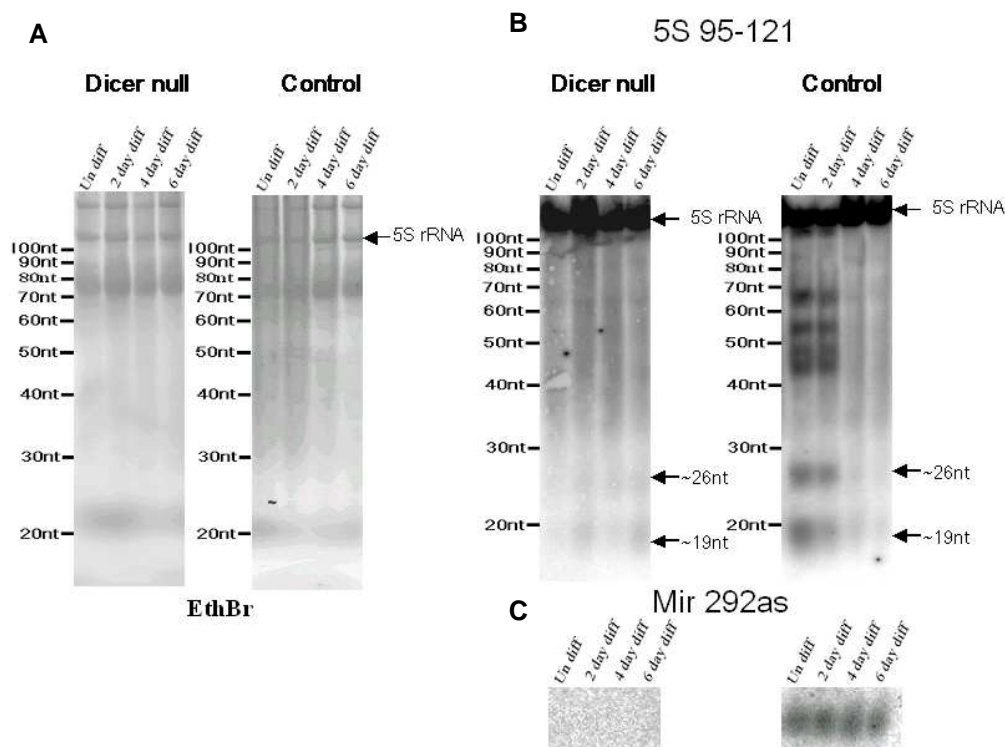 A
Dicer null
Control
Un diff
2 day diff
4 day diff
6 day diff
Un diff
2 day diff
4 day diff
6 day diff
5S rRNA
100nt
90nt
80nt
70nt
60nt
50nt
40nt
30nt
20nt
100nt
90nt
80nt
70nt
60nt
50nt
40nt
30nt
20nt
EthBr
B
5S 95-121
Dicer null
Control
Un diff
2 day diff
4 day diff
6 day diff
Un diff
2 day diff
4 day diff
6 day diff
5S rRNA
5S rRNA
100nt
90nt
80nt
70nt
60nt
50nt
40nt
30nt
20nt
~26nt
~19nt
100nt
90nt
80nt
70nt
60nt
50nt
40nt
30nt
20nt
~26nt
~19nt
C
Mir 292as
Un diff
2 day diff
4 day diff
6 day diff
Un diff
2 day diff
4 day diff
6 day diff